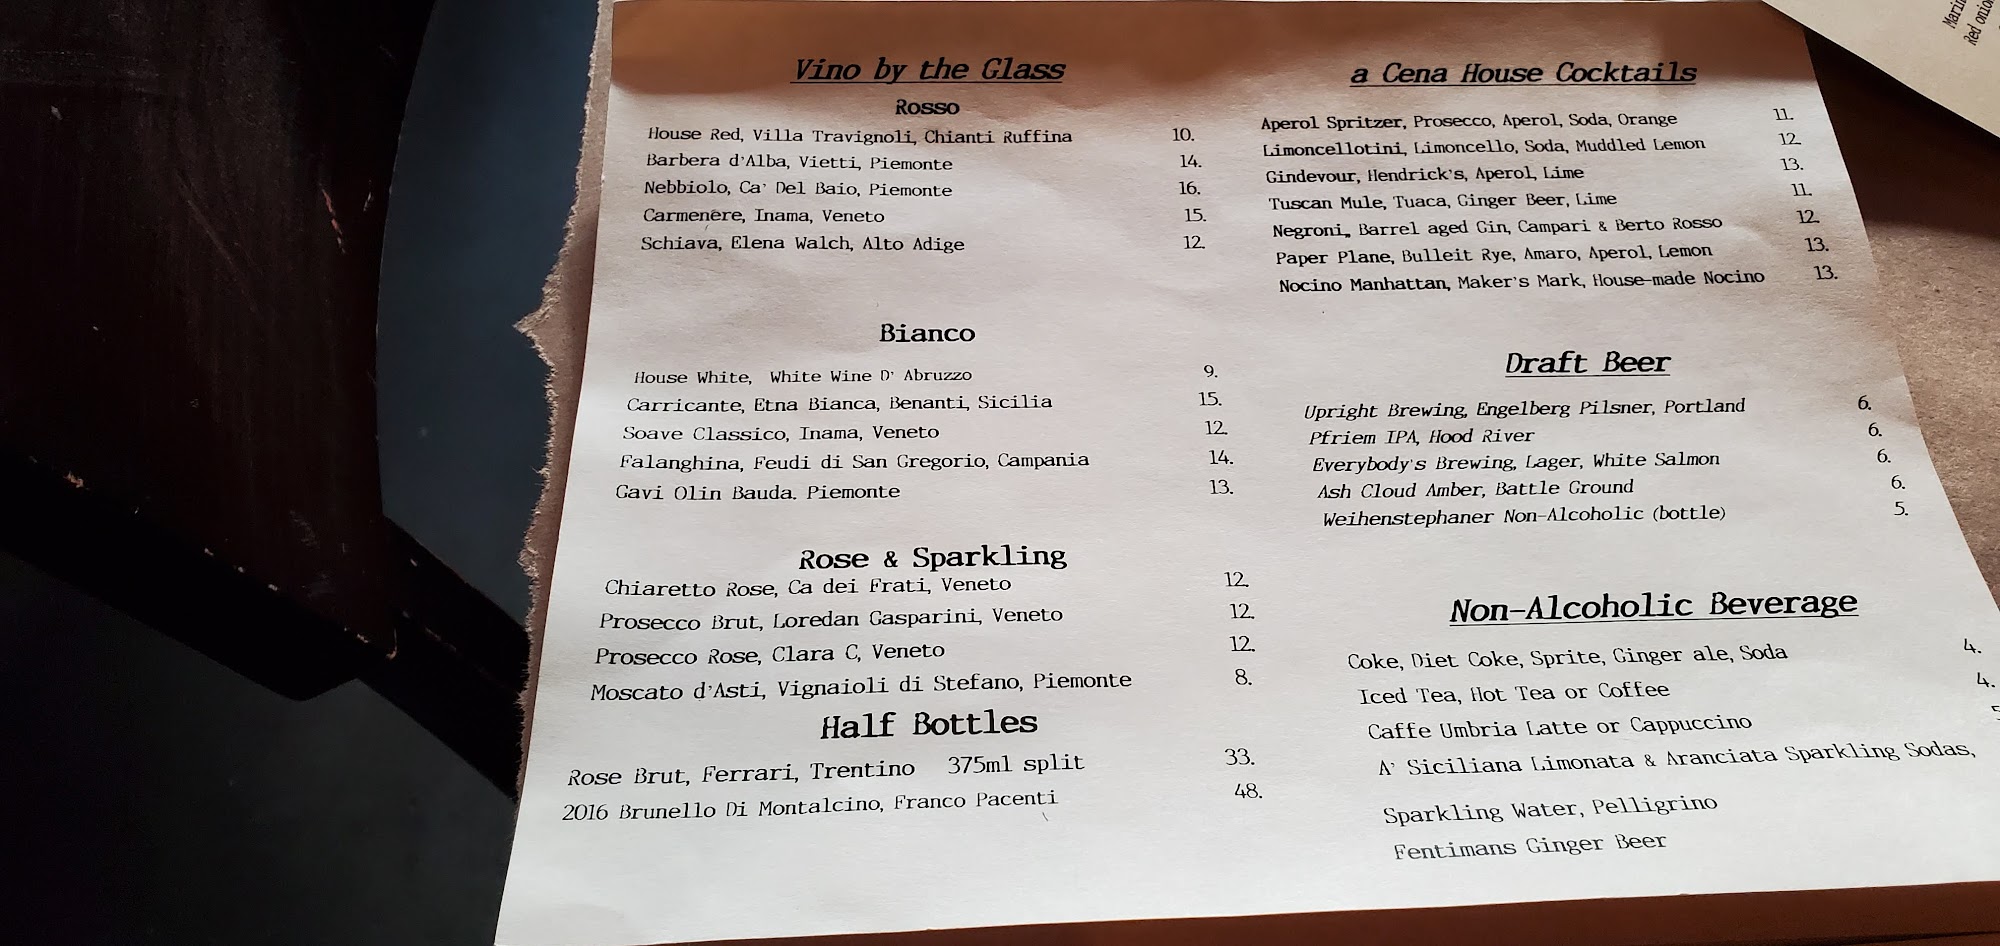 Vino by the Glass
Rosso
House Red, Villa Travignoli, Chianti Ruffina 10.
Barbera d'Alba, Vietti, Piemonte 14.
Nebbiolo, Ca' Del Baio, Piemonte 16.
Carmenere, Inama, Veneto 15.
Schiava, Elena Walch, Alto Adige 12.
Bianco
House White, White Wine D' Abruzzo 9.
Carricante, Etna Bianca, Benanti, Sicilia 15.
Soave Classico, Inama, Veneto 12.
Falanghina, Feudi di San Gregorio, Campania 14.
Gavi Olin Bauda. Piemonte 13.
Rose & Sparkling
Chiaretto Rose, Ca dei Frati, Veneto 12.
Prosecco Brut, Loredan Gasparini, Veneto 12.
Prosecco Rose, Clara C, Veneto 12.
Moscato d'Asti, Vignaioli di Stefano, Piemonte 8.
Half Bottles
Rose Brut, Ferrari, Trentino 375ml split 33.
2016 Brunello Di Montalcino, Franco Pacenti 48.
a Cena House Cocktails
Aperol Spritzer, Prosecco, Aperol, Soda, Orange 11.
Limoncellotini, Limoncello, Soda, Muddled Lemon 12.
Gindevour, Hendrick's, Aperol, Lime 13.
Tuscan Mule, Tuaca, Ginger Beer, Lime 11.
Negroni, Barrel aged Gin, Campari & Berto Rosso 12.
Paper Plane, Bulleit Rye, Amaro, Aperol, Lemon 13.
Nocino Manhattan, Maker's Mark, House-made Nocino 13.
Draft Beer
Upright Brewing, Engelberg Pilsner, Portland 6.
Pfriem IPA, Hood River 6.
Everybody's Brewing, Lager, White Salmon 6.
Ash Cloud Amber, Battle Ground 6.
Weihenstephaner Non-Alcoholic (bottle) 5.
Non-Alcoholic Beverage
Coke, Diet Coke, Sprite, Ginger ale, Soda 4.
Iced Tea, Hot Tea or Coffee 4.
Caffe Umbria Latte or Cappuccino
A' Siciliana Limonata & Aranciata Sparkling Sodas,
Sparkling Water, Pelligrino
Fentimans Ginger Beer
Red